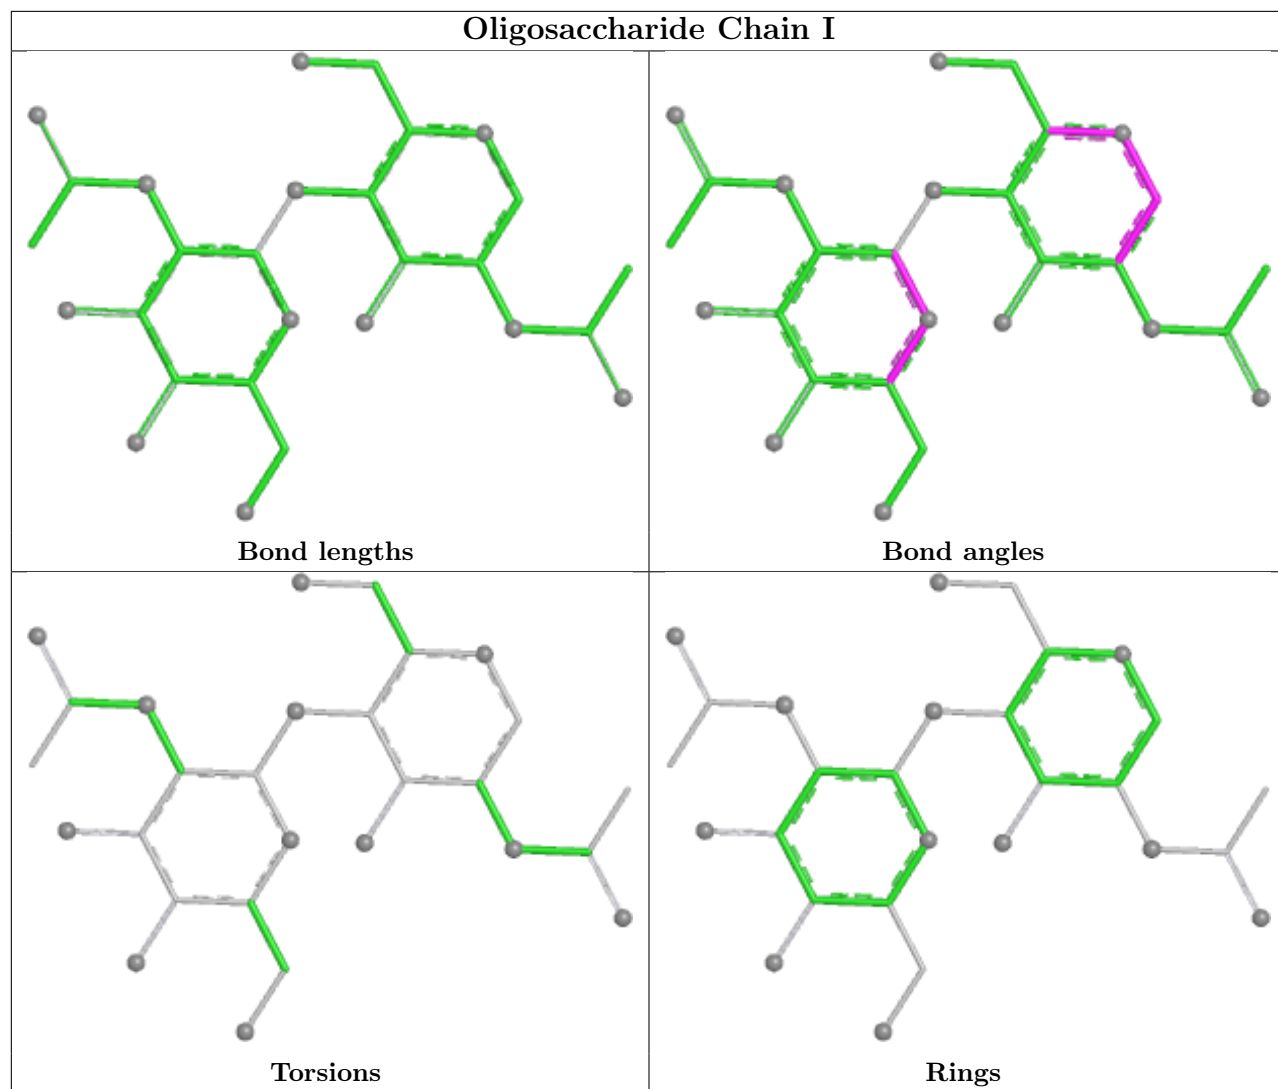 Oligosaccharide Chain I
Bond lengths
Bond angles
Torsions
Rings